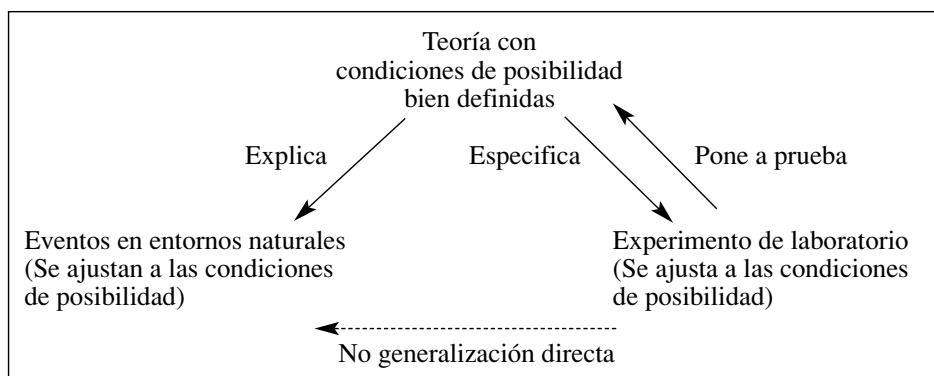 Teoría con
condiciones de posibilidad
bien definidas
Explica
Especifica
Pone a prueba
Eventos en entornos naturales
(Se ajustan a las condiciones
de posibilidad)
Experimento de laboratorio
(Se ajusta a las condiciones
de posibilidad)
No generalización directa